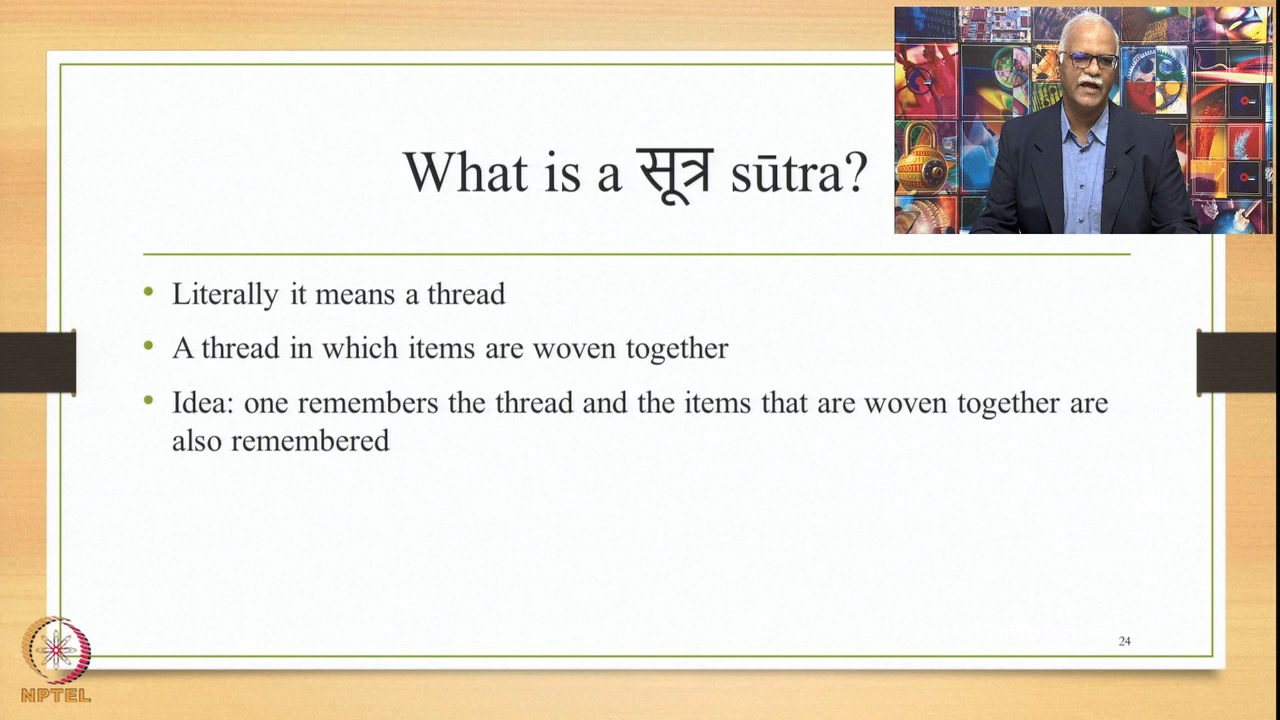 What is a सूत्र sūtra?
• Literally it means a thread
• A thread in which items are woven together
• Idea: one remembers the thread and the items that are woven together are
also remembered
24
NPTEL